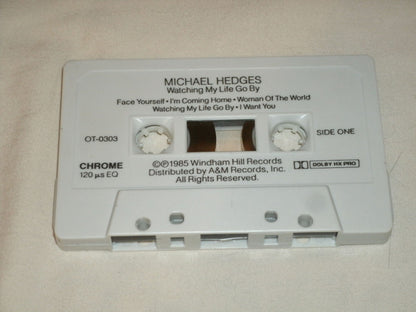 MICHAEL HEDGES
Watching My Life Go By
Face Yourself • I'm Coming Home • Woman Of The World
Watching My Life Go By • I Want You
OT-0303
SIDE ONE
CHROME
120 µs EQ
©℗1985 Windham Hill Records
Distributed by A&M Records, Inc.
All Rights Reserved.
DOLBY HX PRO